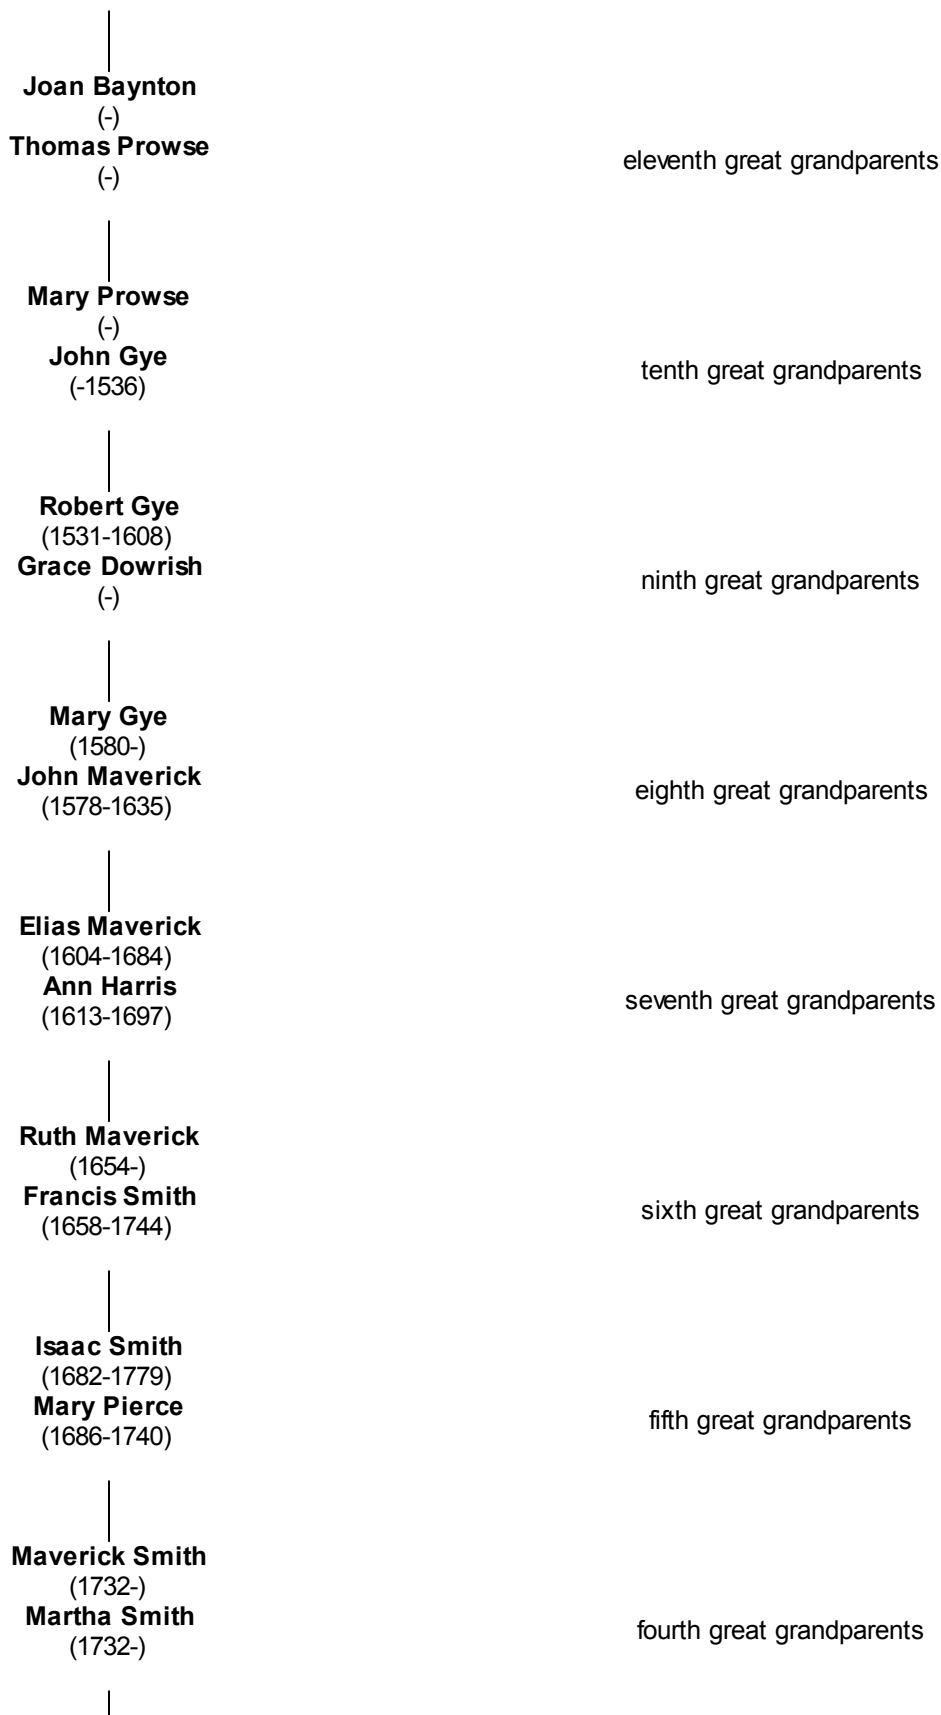 Joan Baynton
(-)
Thomas Prowse
(-)
eleventh great grandparents
Mary Prowse
(-)
John Gye
(-1536)
tenth great grandparents
Robert Gye
(1531-1608)
Grace Dowrish
(-)
ninth great grandparents
Mary Gye
(1580-)
John Maverick
(1578-1635)
eighth great grandparents
Elias Maverick
(1604-1684)
Ann Harris
(1613-1697)
seventh great grandparents
Ruth Maverick
(1654-)
Francis Smith
(1658-1744)
sixth great grandparents
Isaac Smith
(1682-1779)
Mary Pierce
(1686-1740)
fifth great grandparents
Maverick Smith
(1732-)
Martha Smith
(1732-)
fourth great grandparents